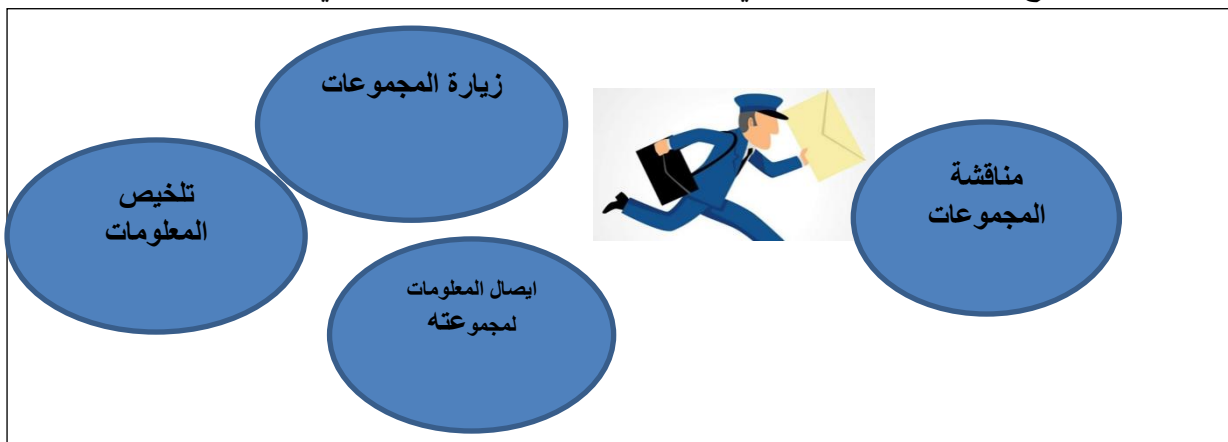 مناقشة
المجموعات
زيارة المجموعات
تلخيص
المعلومات
ايصال المعلومات
لمجموعته